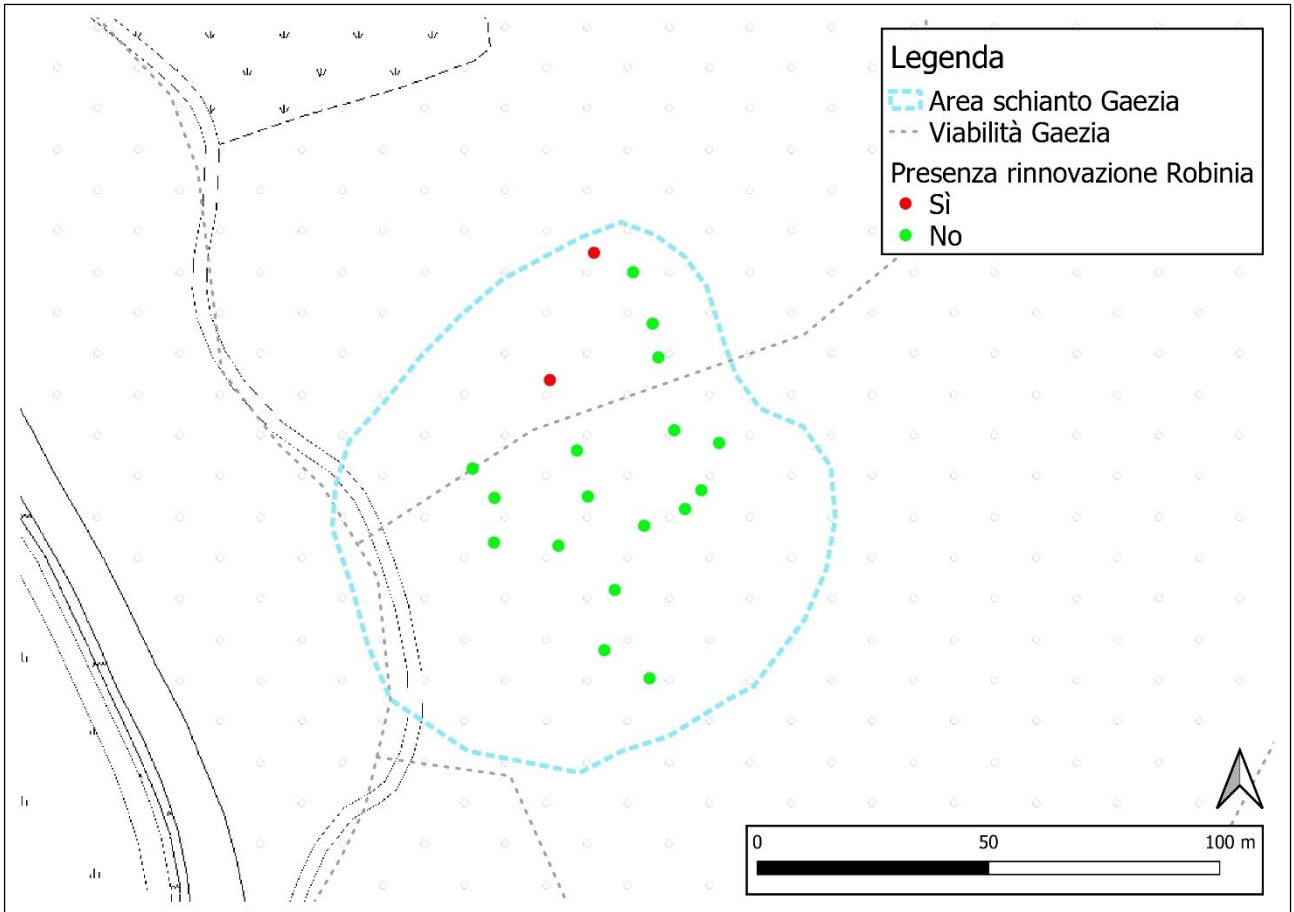 Legenda
Area schianto Gaezia
Viabilità Gaezia
Presenza rinnovazione Robinia
Sì
No
0 50 100 m